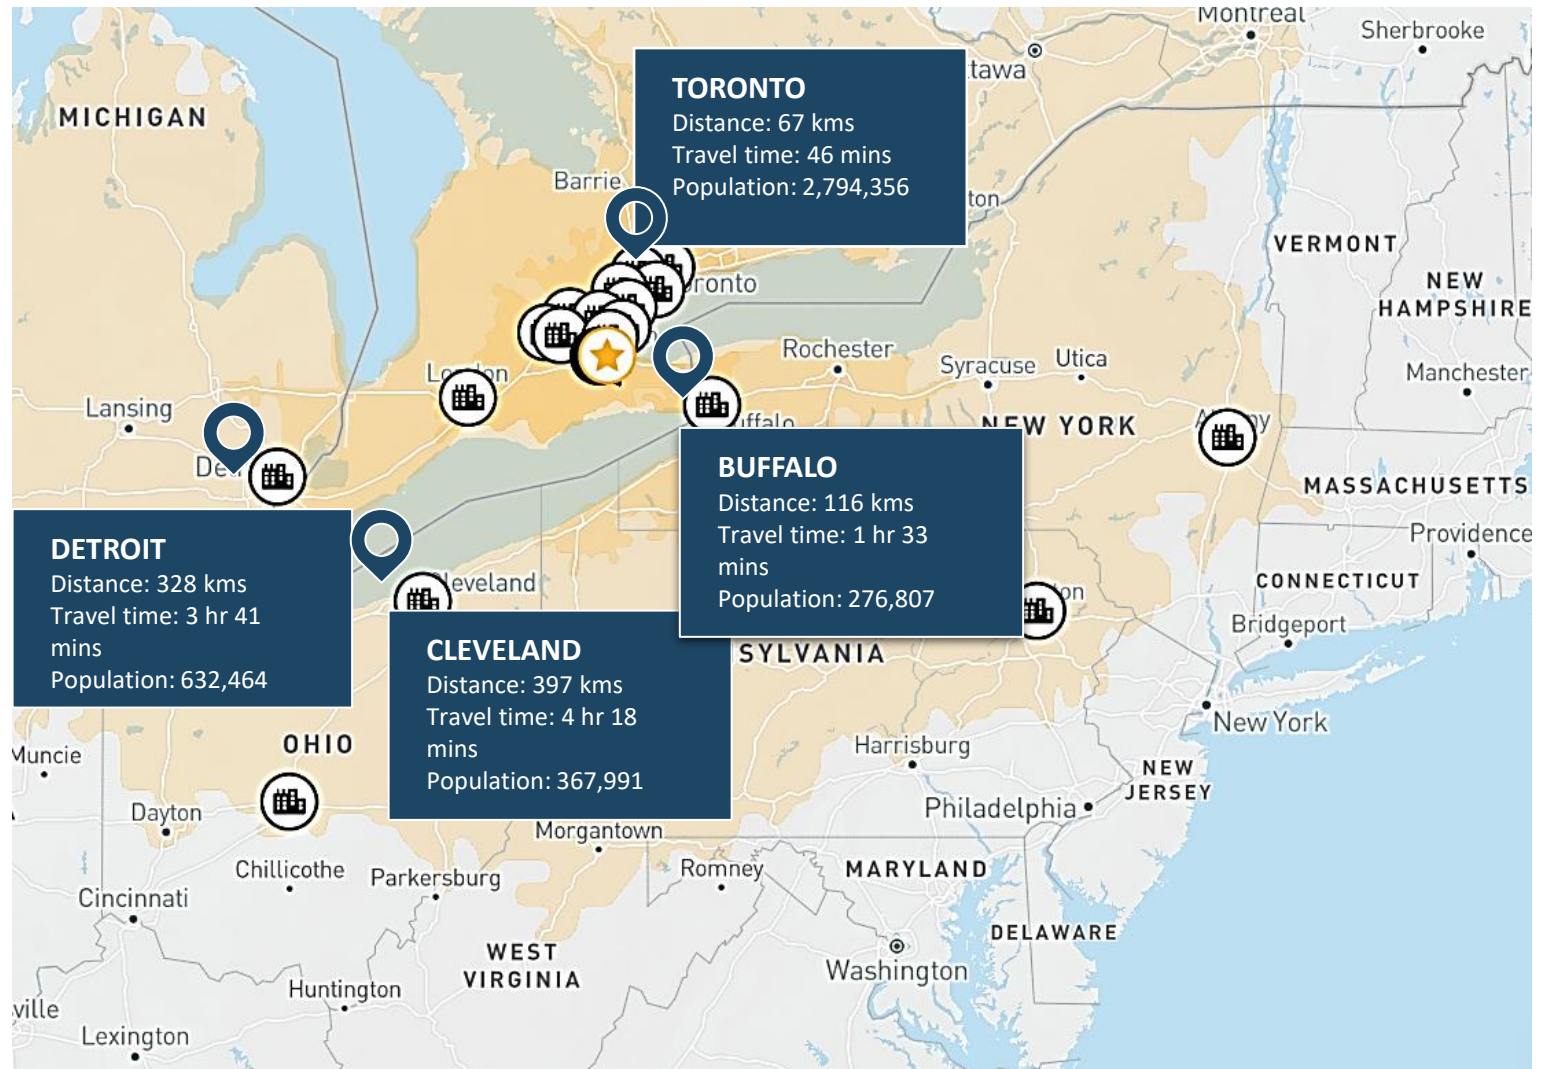 Montreal
Sherbrooke
MICHIGAN
TORONTO
Distance: 67 kms
Travel time: 46 mins
Population: 2,794,356
Barrie
VERMONT
NEW
HAMPSHIRE
Rochester
Syracuse
Utica
Manchester
Lansing
NEW YORK
BUFFALO
Distance: 116 kms
Travel time: 1 hr 33
mins
Population: 276,807
MASSACHUSETTS
Providence
DETROIT
Distance: 328 kms
Travel time: 3 hr 41
mins
Population: 632,464
Cleveland
CONNECTICUT
Bridgeport
CLEVELAND
Distance: 397 kms
Travel time: 4 hr 18
mins
Population: 367,991
SYLVANIA
New York
OHIO
Muncie
Harrisburg
NEW
JERSEY
Dayton
Philadelphia
Morgantown
Chillicothe
Parkersburg
Romney
MARYLAND
Cincinnati
DELAWARE
WEST
VIRGINIA
Washington
Huntington
ville
Lexington